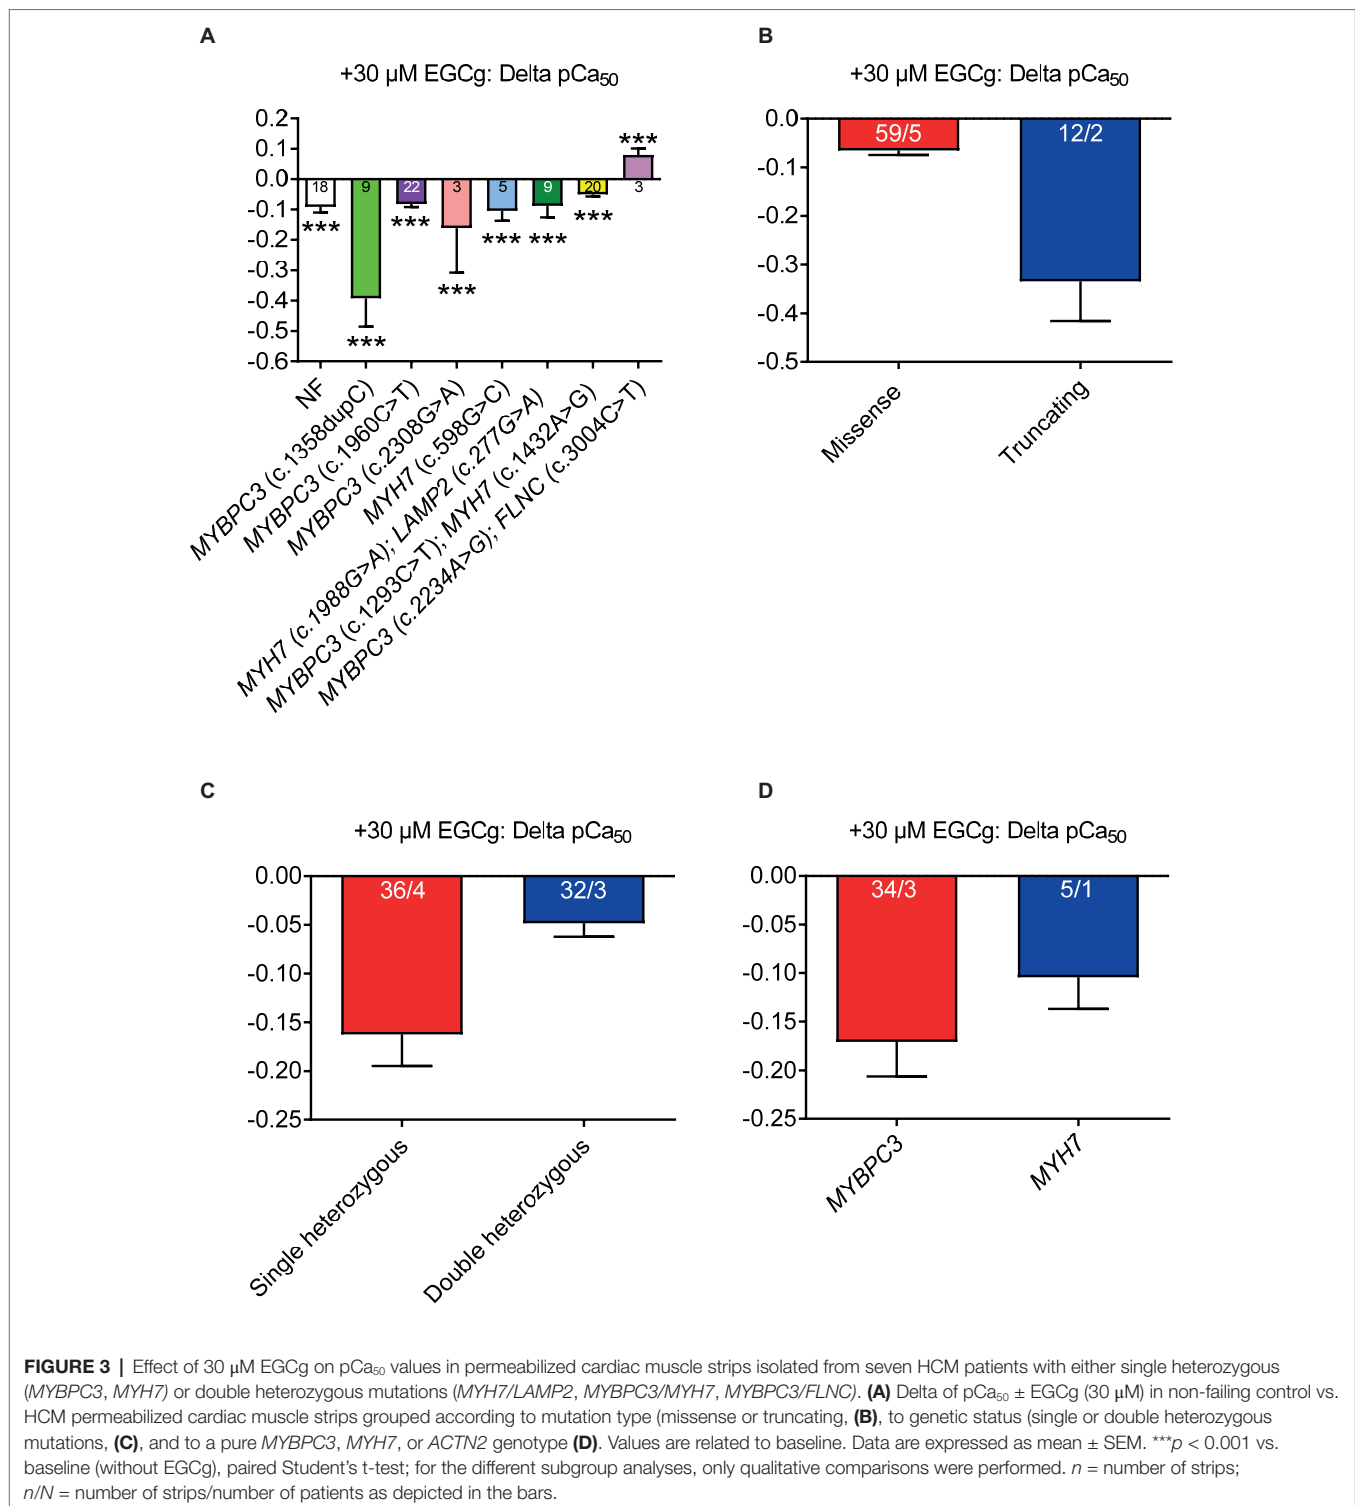 A
+30 µM EGCg: Delta pCa50
0.2
0.1
0.0
-0.1
-0.2
-0.3
-0.4
-0.5
-0.6
18
9
22
3
5
9
20
3
***
***
***
***
***
***
***
***
NF
MYBPC3 (c.1358dupC)
MYBPC3 (c.1960C>T)
MYBPC3 (c.2308G>A)
MYH7 (c.598G>C)
MYH7 (c.1988G>A); LAMP2 (c.277G>A)
MYBPC3 (c.1293C>T); MYH7 (c.1432A>G)
MYBPC3 (c.2234A>G); FLNC (c.3004C>T)
B
+30 µM EGCg: Delta pCa50
0.0
-0.1
-0.2
-0.3
-0.4
-0.5
59/5
12/2
Missense
Truncating
C
+30 µM EGCg: Delta pCa50
0.00
-0.05
-0.10
-0.15
-0.20
-0.25
36/4
32/3
Single heterozygous
Double heterozygous
D
+30 µM EGCg: Delta pCa50
0.00
-0.05
-0.10
-0.15
-0.20
-0.25
34/3
5/1
MYBPC3
MYH7
FIGURE 3 | Effect of 30 µM EGCg on pCa50 values in permeabilized cardiac muscle strips isolated from seven HCM patients with either single heterozygous
(MYBPC3, MYH7) or double heterozygous mutations (MYH7/LAMP2, MYBPC3/MYH7, MYBPC3/FLNC). (A) Delta of pCa50 ± EGCg (30 µM) in non-failing control vs.
HCM permeabilized cardiac muscle strips grouped according to mutation type (missense or truncating, (B), to genetic status (single or double heterozygous
mutations, (C), and to a pure MYBPC3, MYH7, or ACTN2 genotype (D). Values are related to baseline. Data are expressed as mean ± SEM. ***p < 0.001 vs.
baseline (without EGCg), paired Student's t-test; for the different subgroup analyses, only qualitative comparisons were performed. n = number of strips;
n/N = number of strips/number of patients as depicted in the bars.